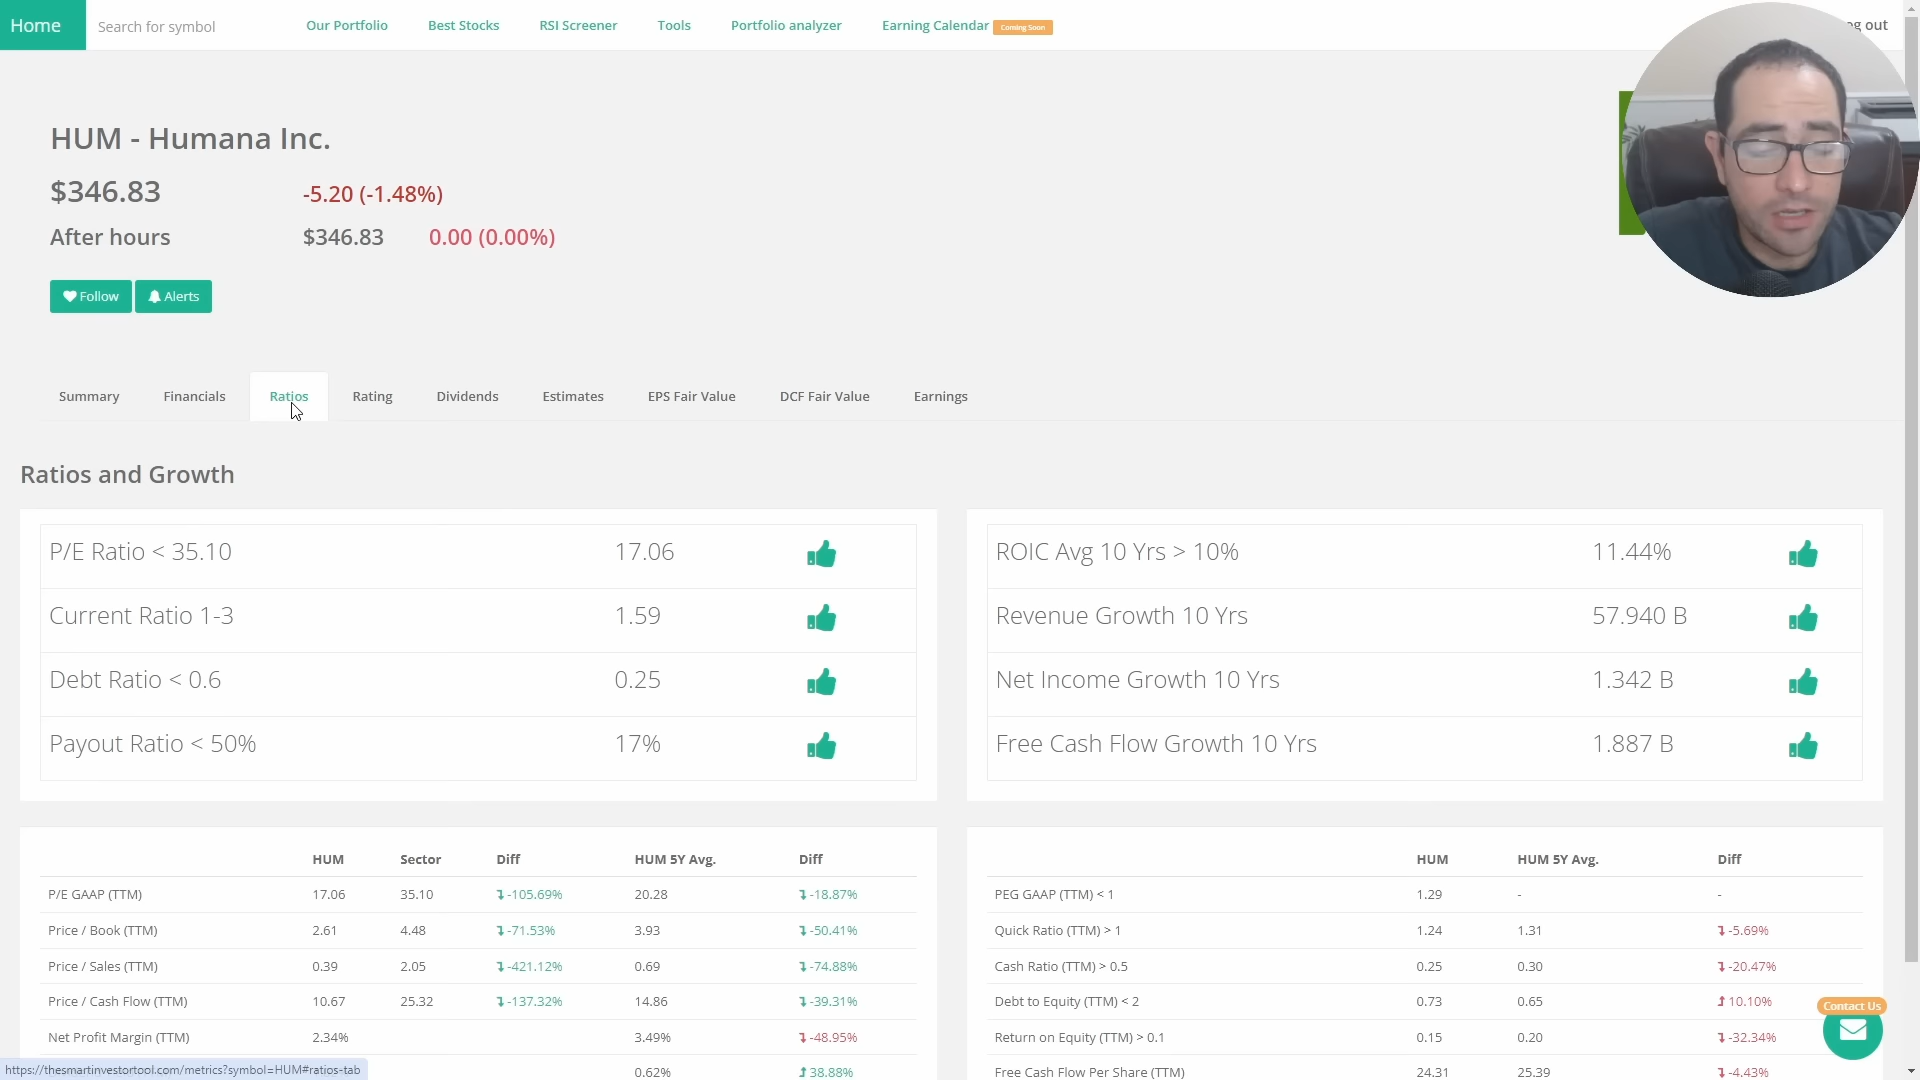 Home
Search for symbol
Our Portfolio
Best Stocks
RSI Screener
Tools
Portfolio analyzer
Earning Calendar
Coming Soon
og out
HUM - Humana Inc.
$346.83 -5.20 (-1.48%)
After hours $346.83 0.00 (0.00%)
Follow
Alerts
Summary
Financials
Ratios
Rating
Dividends
Estimates
EPS Fair Value
DCF Fair Value
Earnings
Ratios and Growth
P/E Ratio < 35.10 17.06
Current Ratio 1-3 1.59
Debt Ratio < 0.6 0.25
Payout Ratio < 50% 17%
ROIC Avg 10 Yrs > 10% 11.44%
Revenue Growth 10 Yrs 57.940 B
Net Income Growth 10 Yrs 1.342 B
Free Cash Flow Growth 10 Yrs 1.887 B
HUM Sector Diff HUM 5Y Avg. Diff
P/E GAAP (TTM) 17.06 35.10 -105.69% 20.28 -18.87%
Price / Book (TTM) 2.61 4.48 -71.53% 3.93 -50.41%
Price / Sales (TTM) 0.39 2.05 -421.12% 0.69 -74.88%
Price / Cash Flow (TTM) 10.67 25.32 -137.32% 14.86 -39.31%
Net Profit Margin (TTM) 2.34% 3.49% -48.95%
0.62% 38.88%
HUM HUM 5Y Avg. Diff
PEG GAAP (TTM) < 1 1.29 - -
Quick Ratio (TTM) > 1 1.24 1.31 -5.69%
Cash Ratio (TTM) > 0.5 0.25 0.30 -20.47%
Debt to Equity (TTM) < 2 0.73 0.65 10.10%
Return on Equity (TTM) > 0.1 0.15 0.20 -32.34%
Free Cash Flow Per Share (TTM) 24.31 25.39 -4.43%
Contact Us
https://thesmartinvestortool.com/metrics?symbol=HUM#ratios-tab